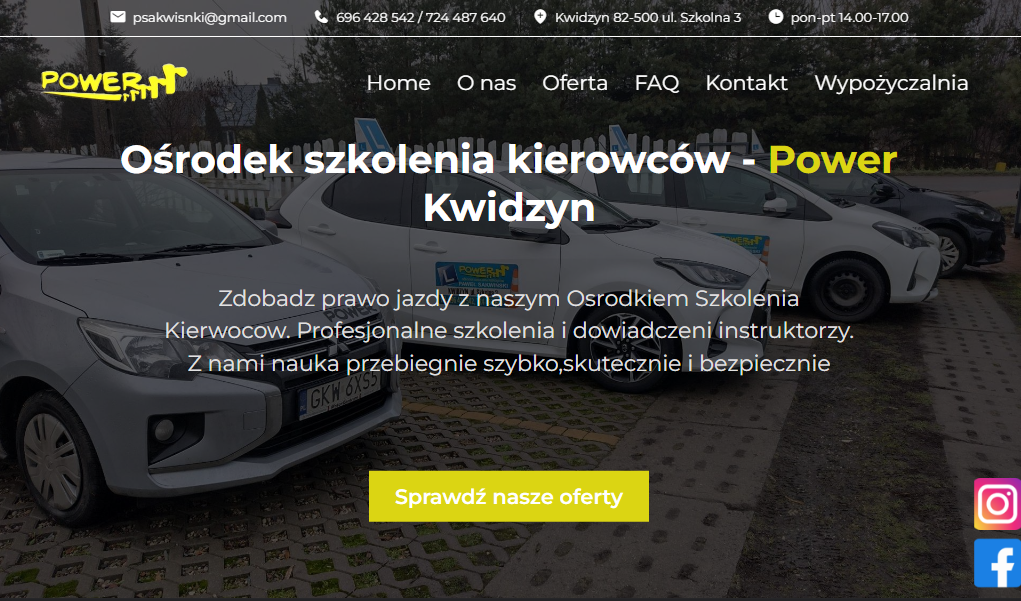 psakwisnki@gmail.com 696 428 542 / 724 487 640 Kwidzyn 82-500 ul. Szkolna 3 pon-pt 14.00-17.00
POWER Home O nas Oferta FAQ Kontakt Wypożyczalnia
Ośrodek szkolenia kierowców - Power
Kwidzyn
POWER
L POWER
Zdobadz prawo jazdy z naszym Osrodkiem Szkolenia
Kierwocow. Profesjonalne szkolenia i dowiadczeni instruktorzy.
Z nami nauka przebiegnie szybko,skutecznie i bezpiecznie
GKW 6XS5
Sprawdź nasze oferty